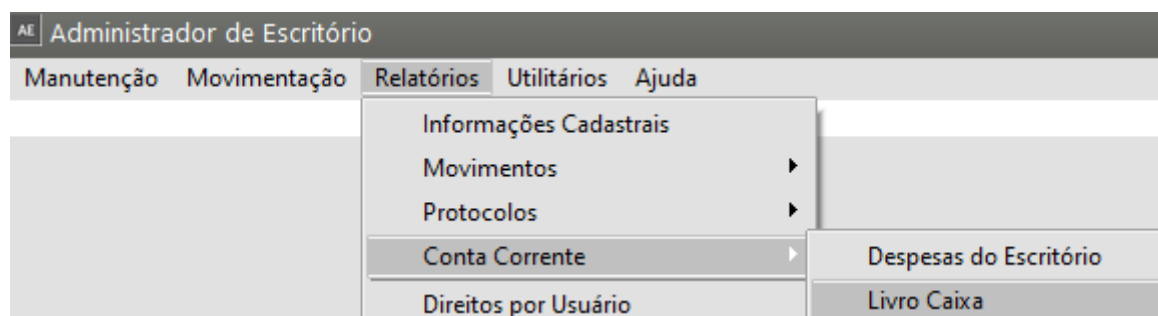 AE Administrador de Escritório
Manutenção Movimentação Relatórios Utilitários Ajuda
Informações Cadastrais
Movimentos
Protocolos
Conta Corrente
Despesas do Escritório
Direitos por Usuário
Livro Caixa